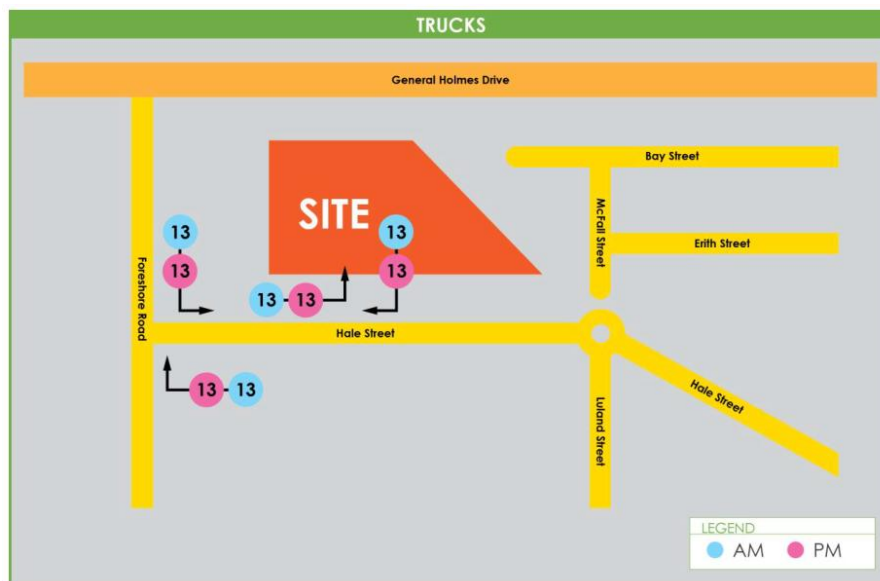 TRUCKS
General Holmes Drive
Bay Street
McFall Street
SITE
13
13
13
13
Erith Street
Foreshore Road
13 13
Hale Street
13 13
Hale Street
Luland Street
LEGEND
AM PM